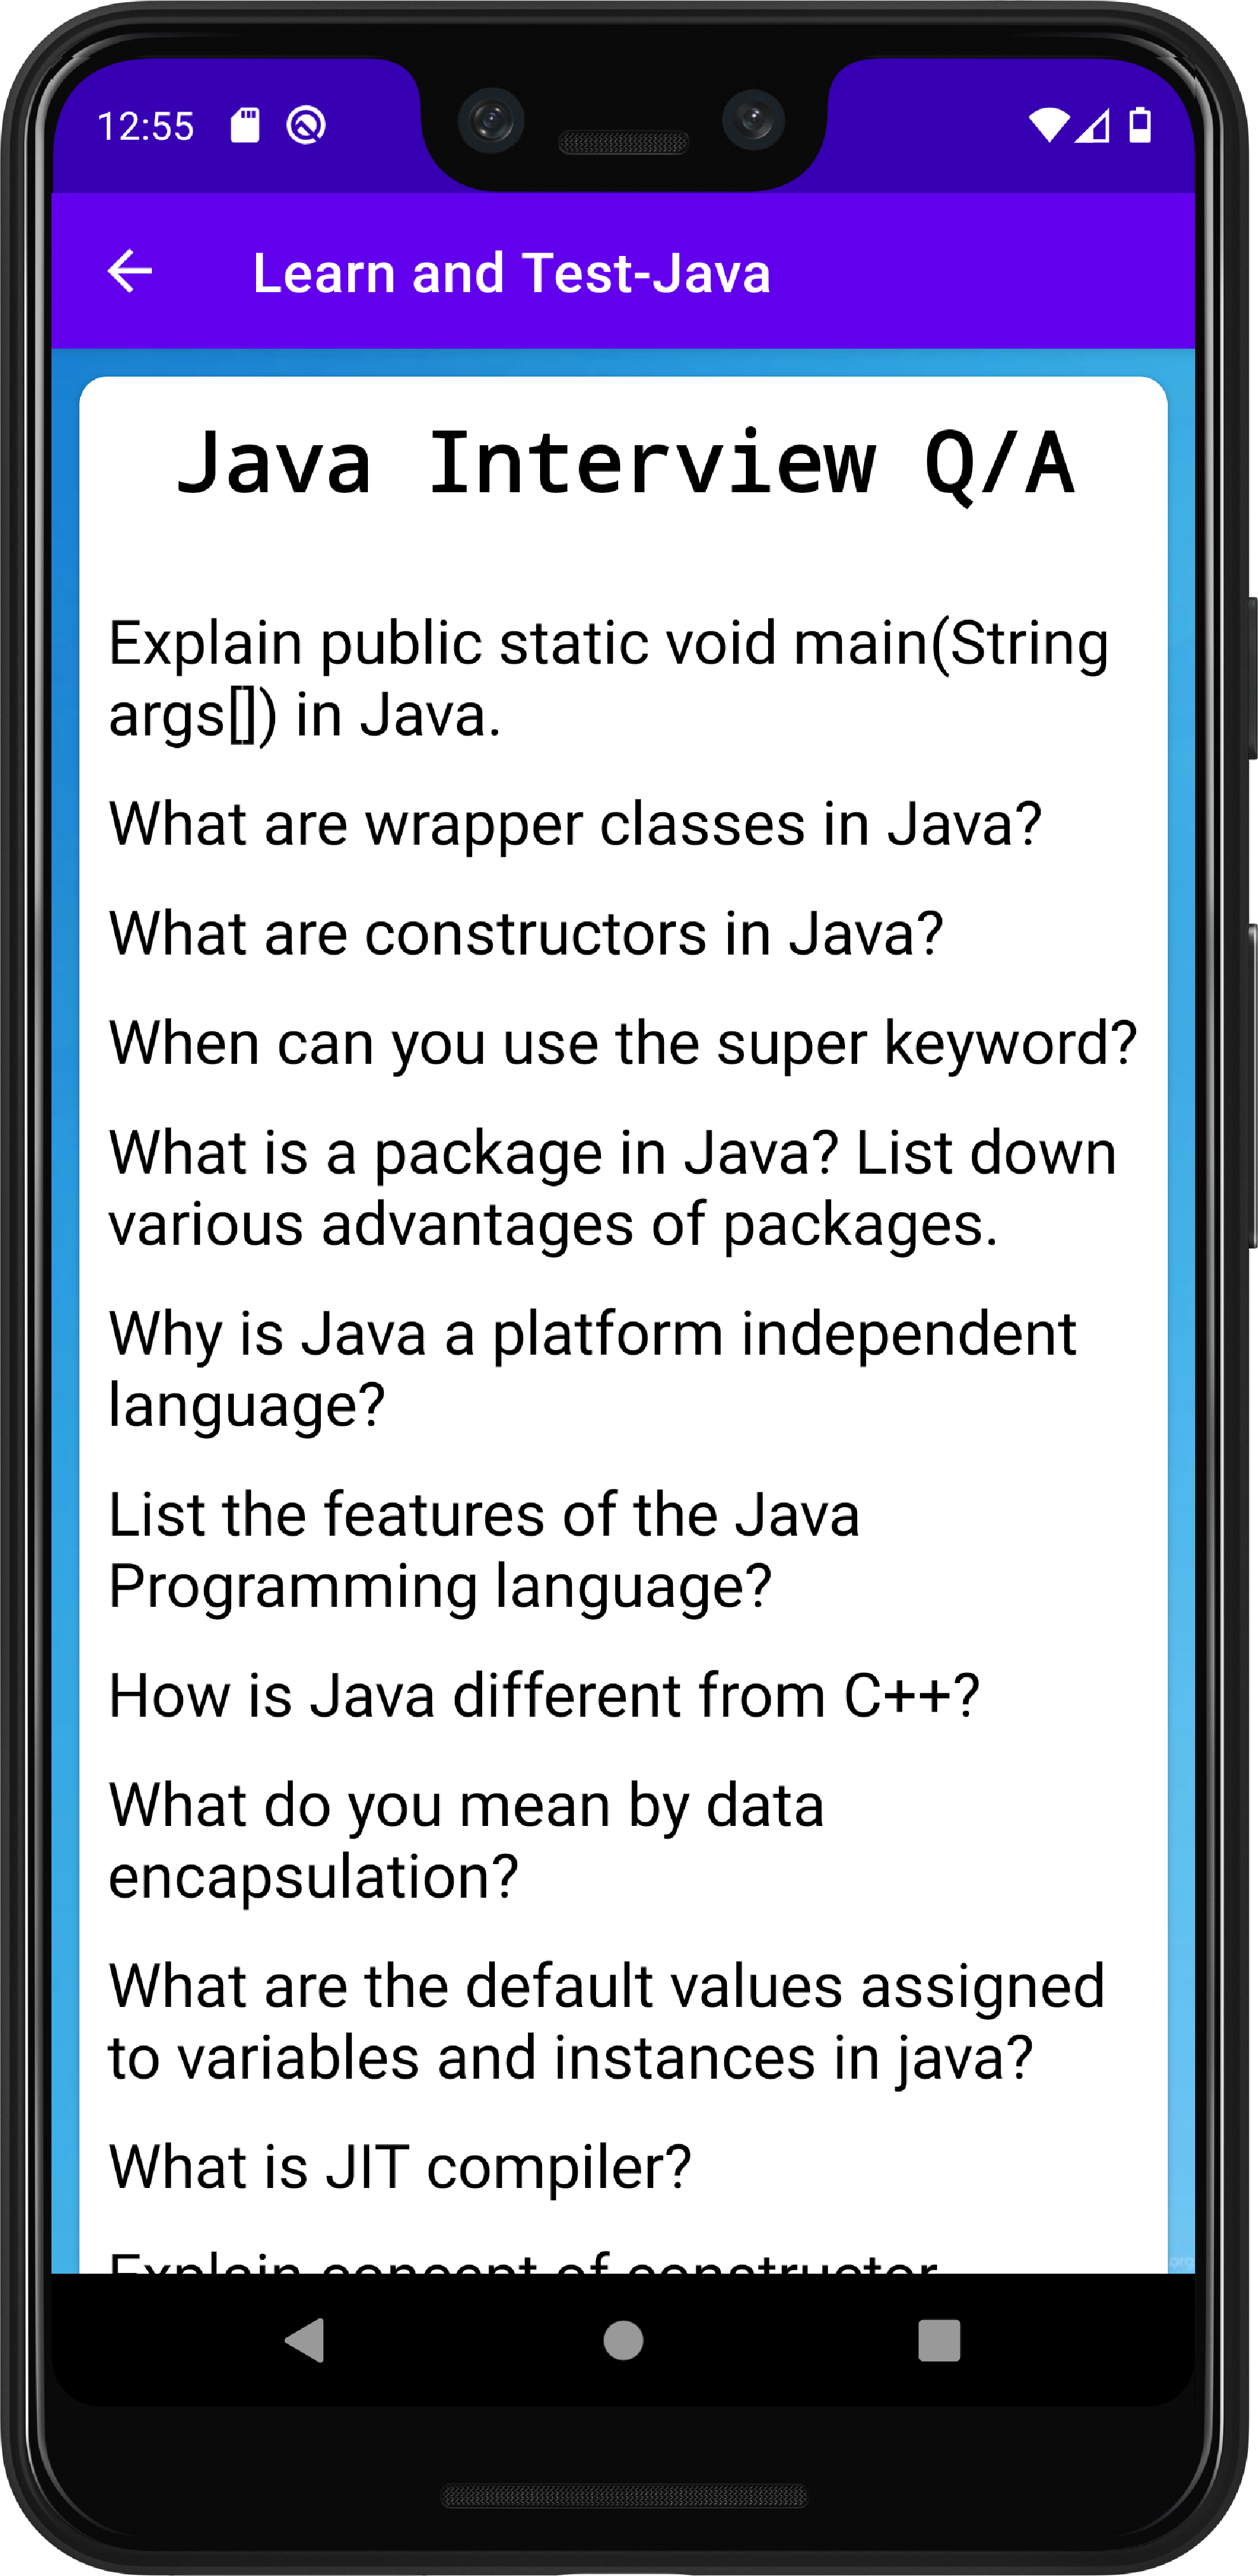 12:55
Learn and Test-Java
Java Interview Q/A
Explain public static void main(String
args[]) in Java.
What are wrapper classes in Java?
What are constructors in Java?
When can you use the super keyword?
What is a package in Java? List down
various advantages of packages.
Why is Java a platform independent
language?
List the features of the Java
Programming language?
How is Java different from C++?
What do you mean by data
encapsulation?
What are the default values assigned
to variables and instances in java?
What is JIT compiler?
Explain concept of constructor